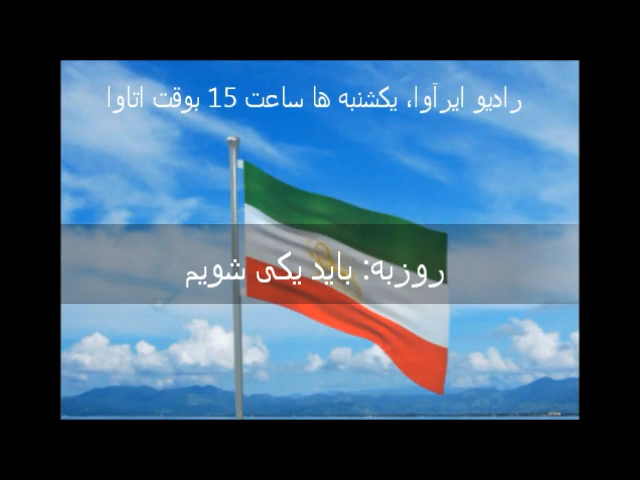 رادیو ایرآوا، یکشنبه ها ساعت 15 بوقت اتاوا
روزبه: باید یکی شویم